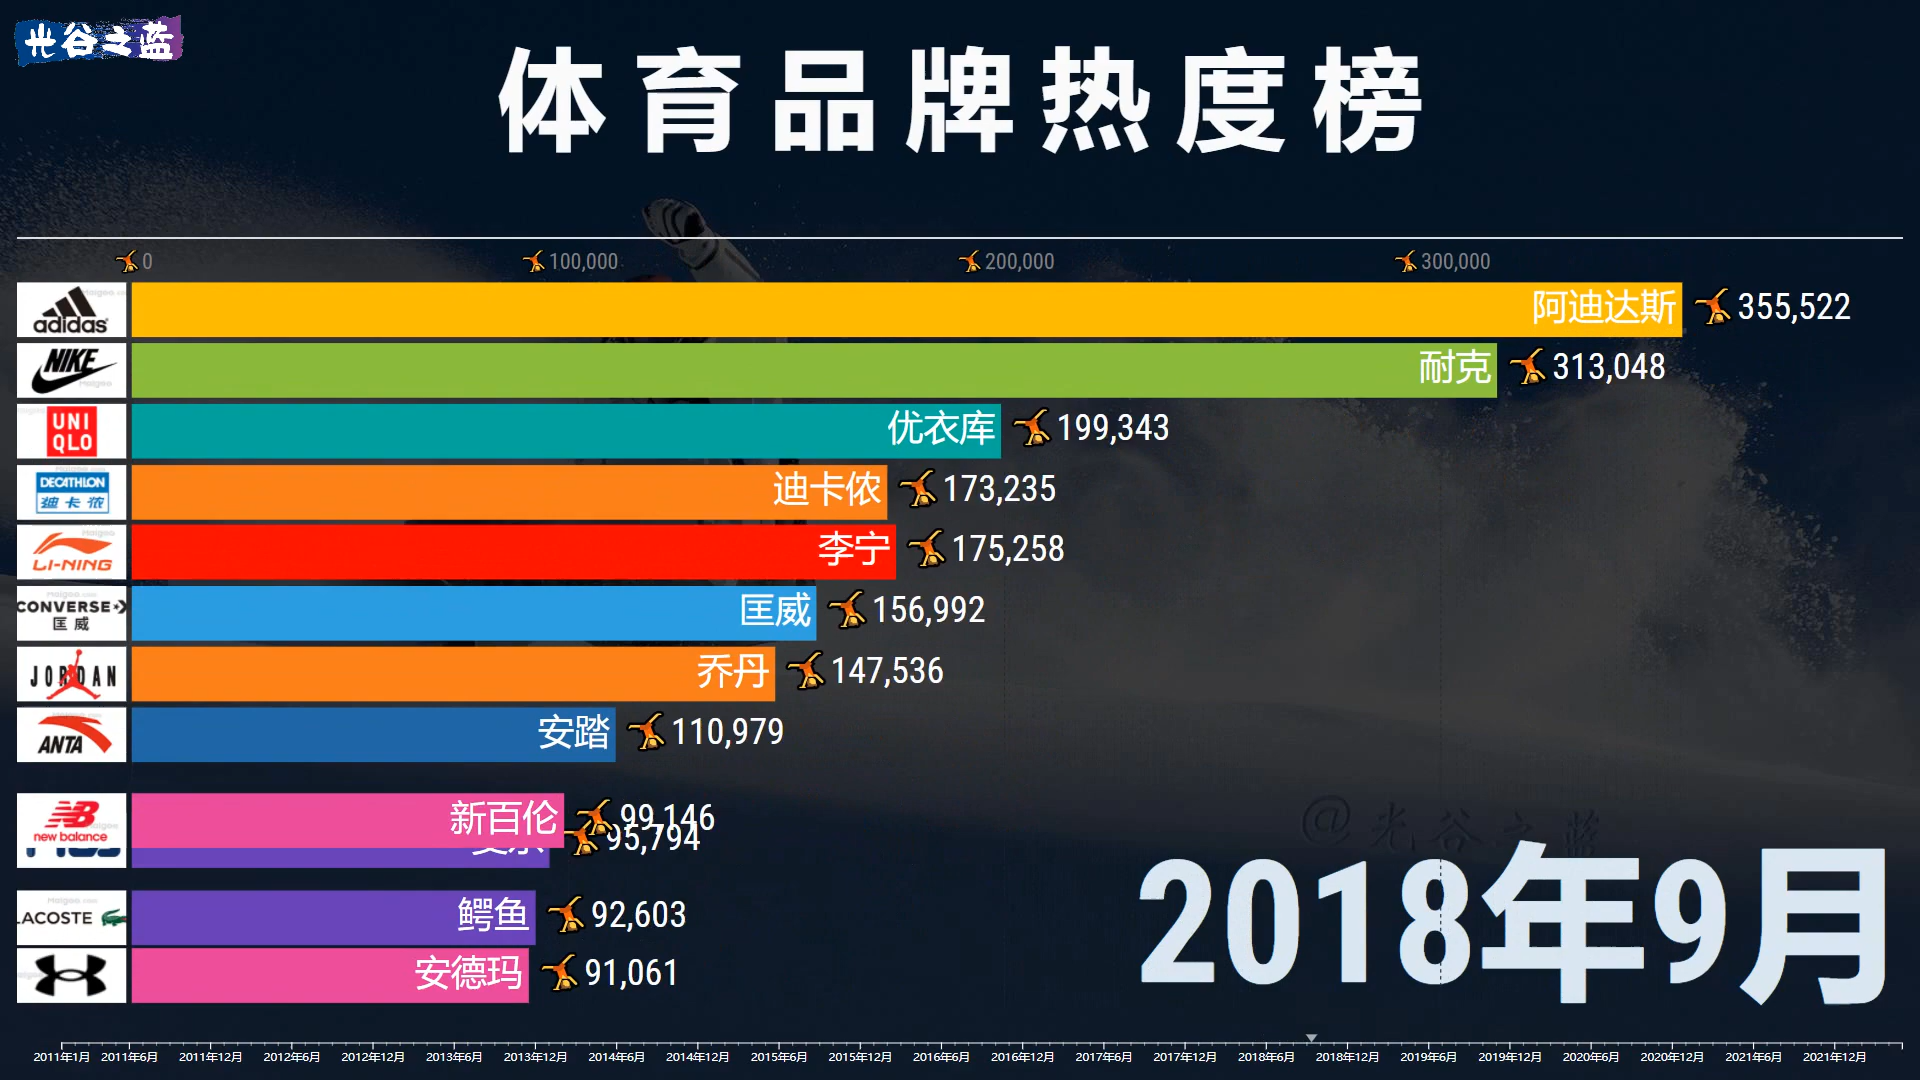 光谷之蓝
体育品牌热度榜
0 100,000 200,000 300,000
adidas 阿迪达斯 355,522
NIKE 耐克 313,048
UNI QLO 优衣库 199,343
DECATHLON 迪卡侬 迪卡侬 173,235
LI-NING 李宁 175,258
CONVERSE 匡威 匡威 156,992
JORDAN 乔丹 147,536
ANTA 安踏 110,979
new balance 新百伦 99,146
95,794
LACOSTE 鳄鱼 92,603
安德玛 91,061
@光谷之蓝
2018年9月
2011年1月 2011年6月 2011年12月 2012年6月 2012年12月 2013年6月 2013年12月 2014年6月 2014年12月 2015年6月 2015年12月 2016年6月 2016年12月 2017年6月 2017年12月 2018年6月 2018年12月 2019年6月 2019年12月 2020年6月 2020年12月 2021年6月 2021年12月